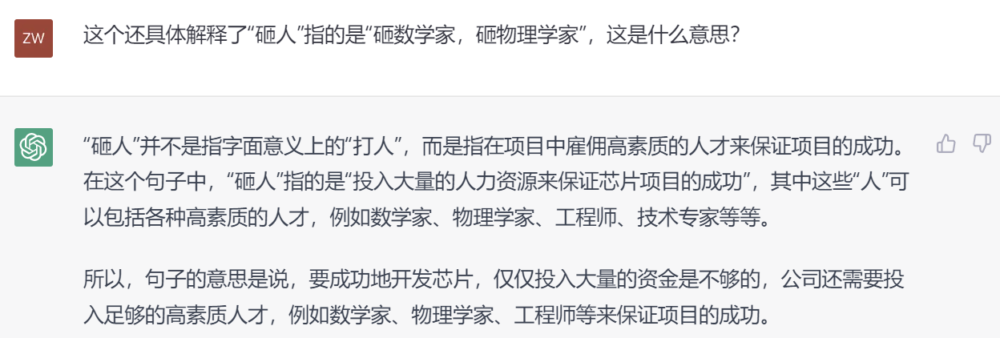 ZW
这个还具体解释了“砸人”指的是“砸数学家，砸物理学家”，这是什么意思？
“砸人”并不是指字面意义上的“打人”，而是指在项目中雇佣高素质的人才来保证项目的成功。
在这个句子中，“砸人”指的是“投入大量的人力资源来保证芯片项目的成功”，其中这些“人”可
以包括各种高素质的人才，例如数学家、物理学家、工程师、技术专家等等。
所以，句子的意思是说，要成功地开发芯片，仅仅投入大量的资金是不够的，公司还需要投
入足够的高素质人才，例如数学家、物理学家、工程师等来保证项目的成功。